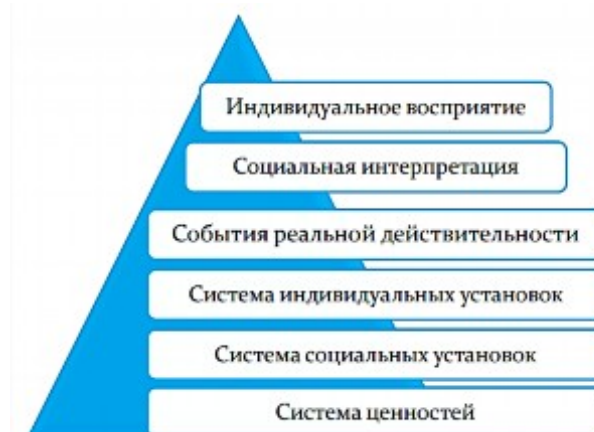 Индивидуальное восприятие
Социальная интерпретация
События реальной действительности
Система индивидуальных установок
Система социальных установок
Система ценностей